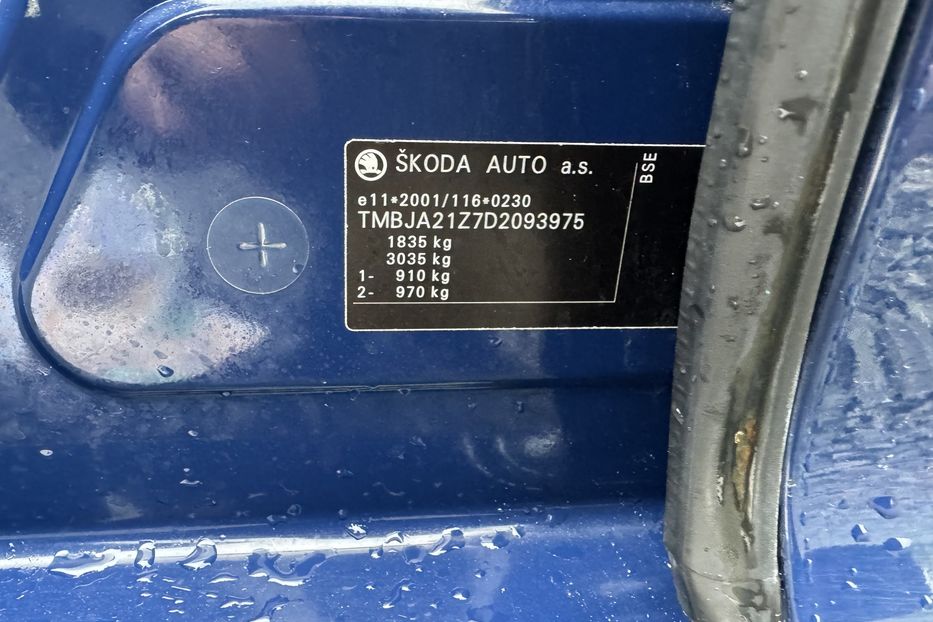 ŠKODA AUTO a.s.
BSE
e11*2001/116*0230
TMBJA21Z7D2093975
1835 kg
3035 kg
1- 910 kg
2- 970 kg